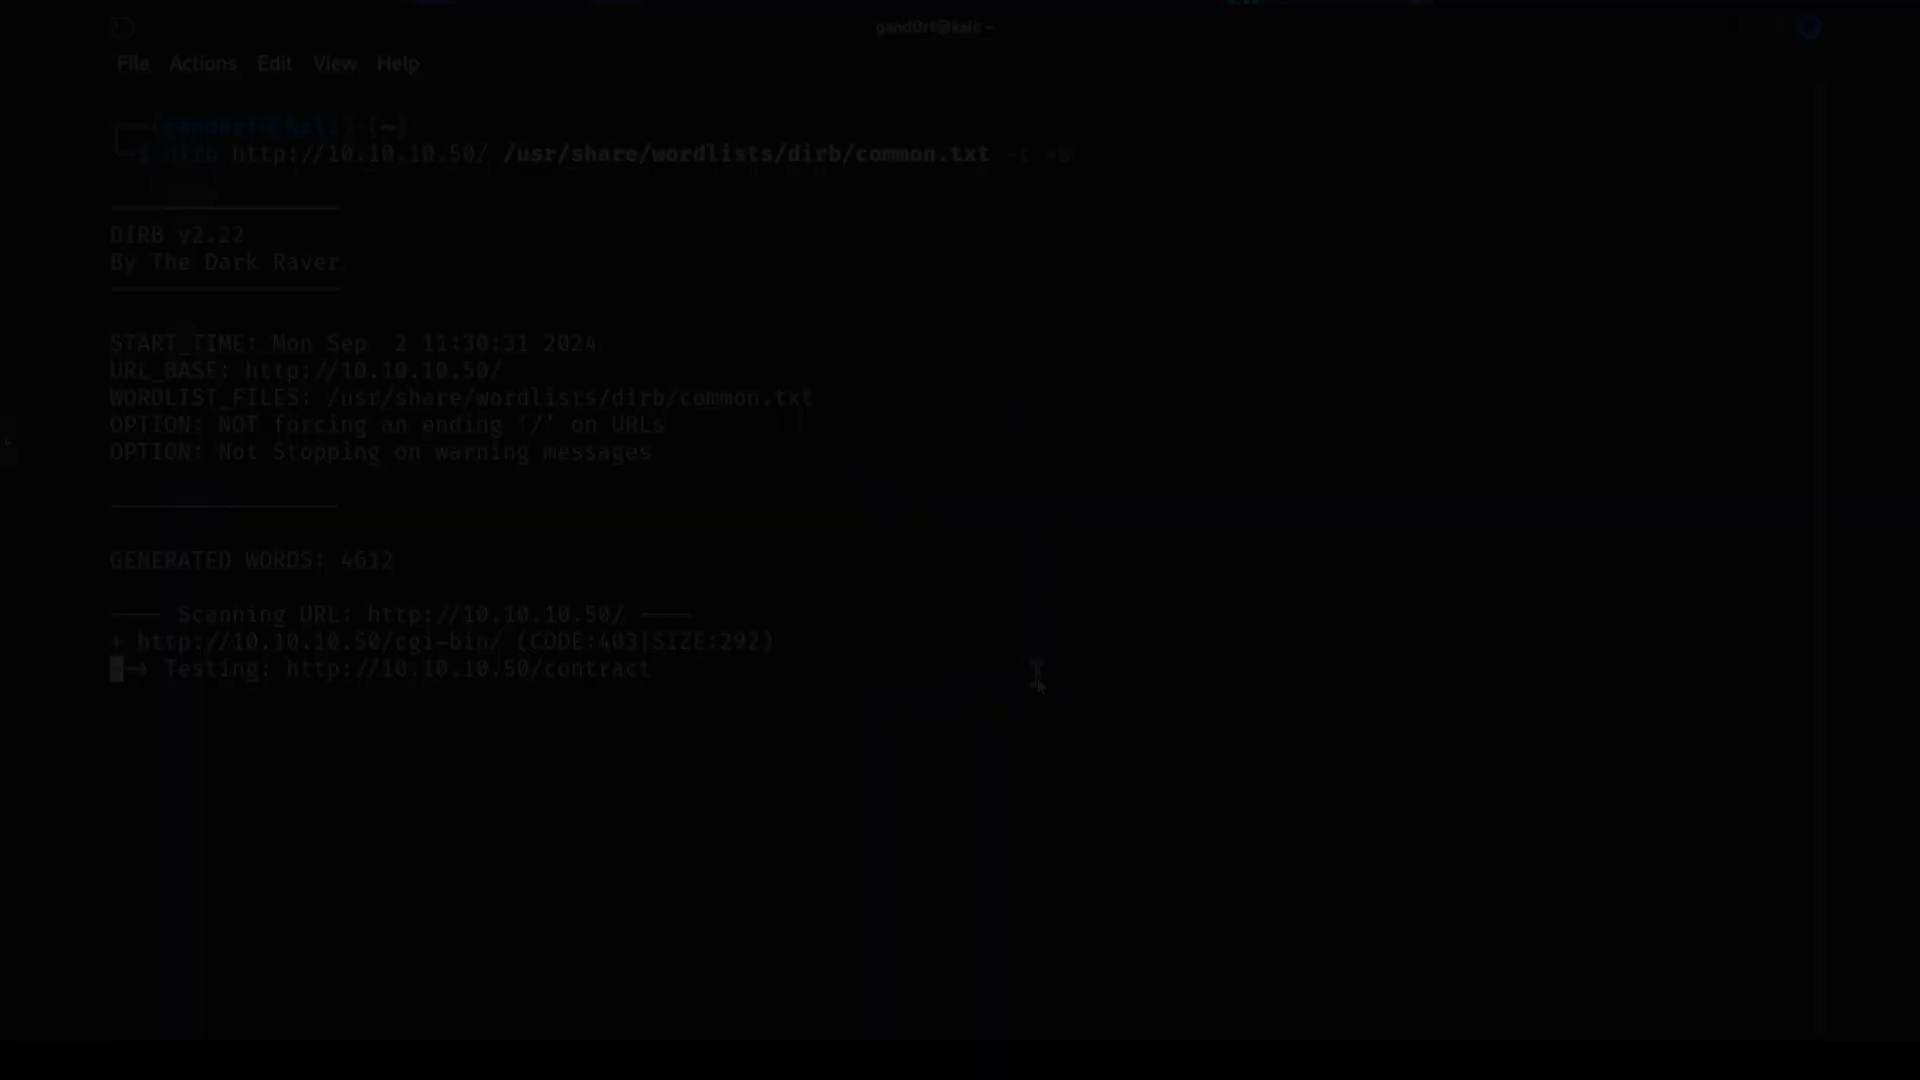 gand0rf@kali: ~
File Actions Edit View Help
┌──(gand0rf㉿kali)-[~]
└─$ dirb http://10.10.10.50/ /usr/share/wordlists/dirb/common.txt -t -w
DIRB v2.22
By The Dark Raver
START_TIME: Mon Sep  2 11:30:31 2024
URL_BASE: http://10.10.10.50/
WORDLIST_FILES: /usr/share/wordlists/dirb/common.txt
OPTION: NOT forcing an ending '/' on URLs
OPTION: Not Stopping on warning messages
GENERATED WORDS: 4612
—— Scanning URL: http://10.10.10.50/ ——
+ http://10.10.10.50/cgi-bin/ (CODE:403|SIZE:292)
→ Testing: http://10.10.10.50/contract